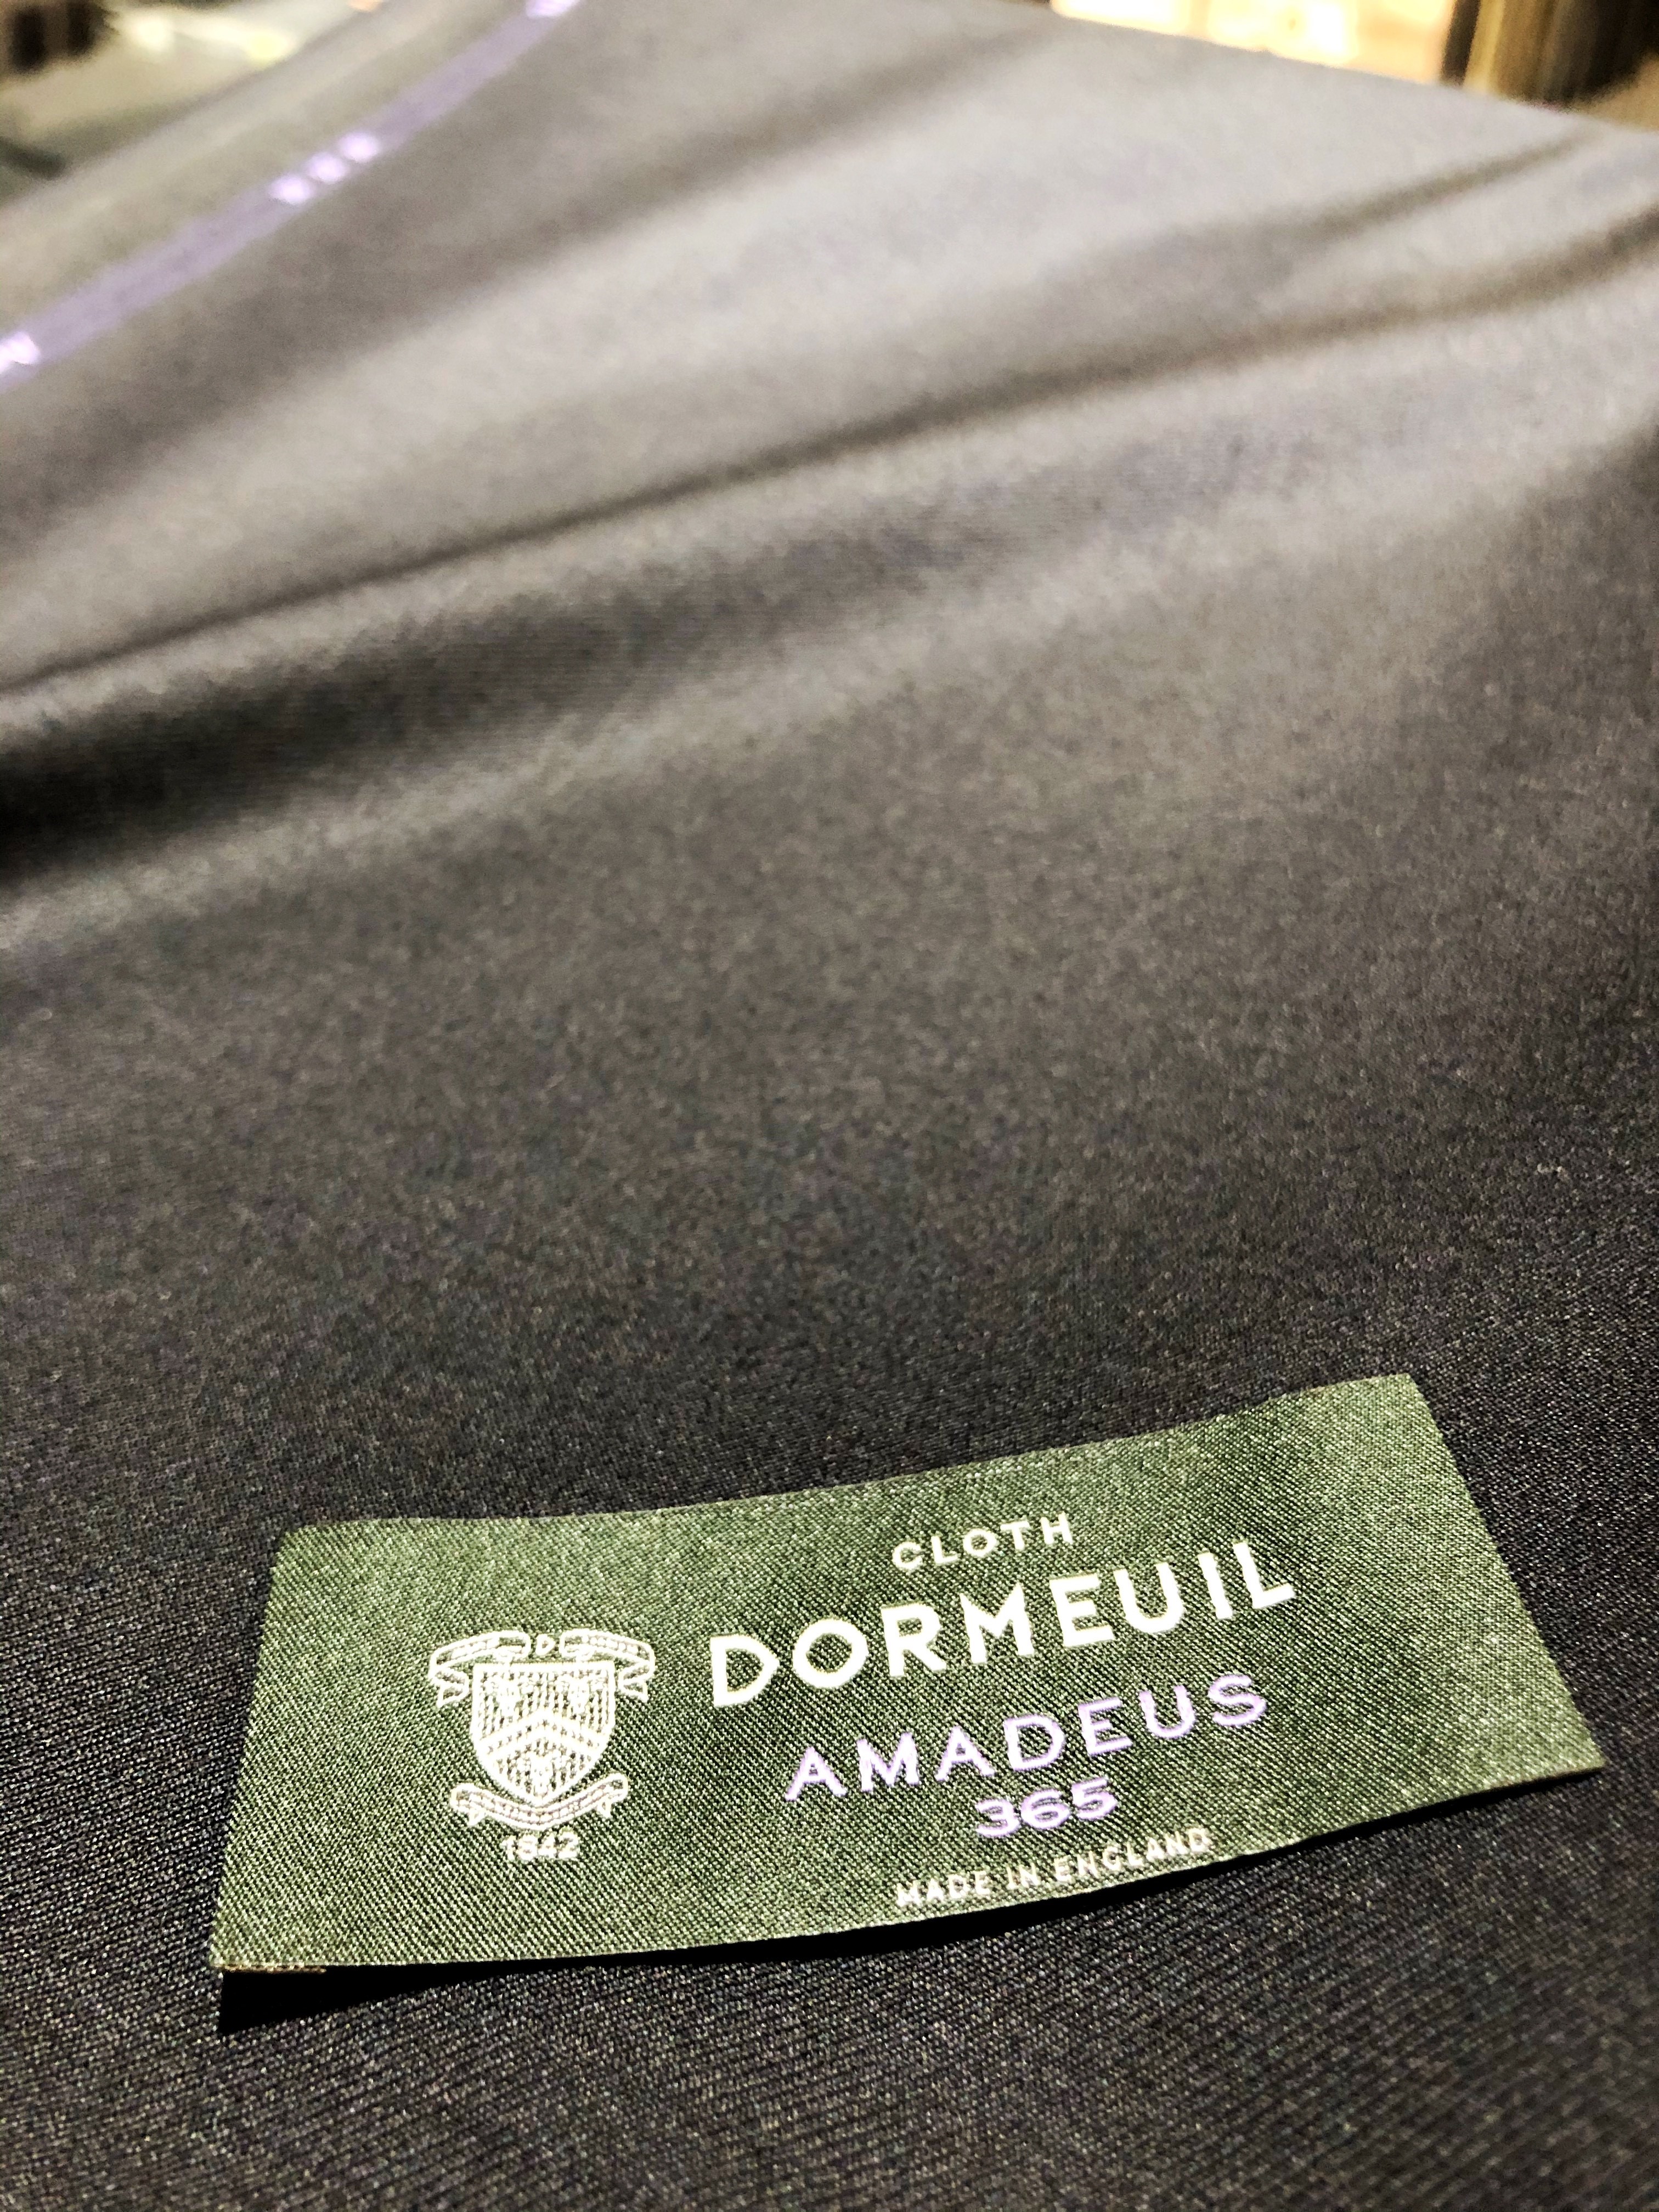 CLOTH
DORMEUIL
AMADEUS
365
MADE IN ENGLAND
D
1842